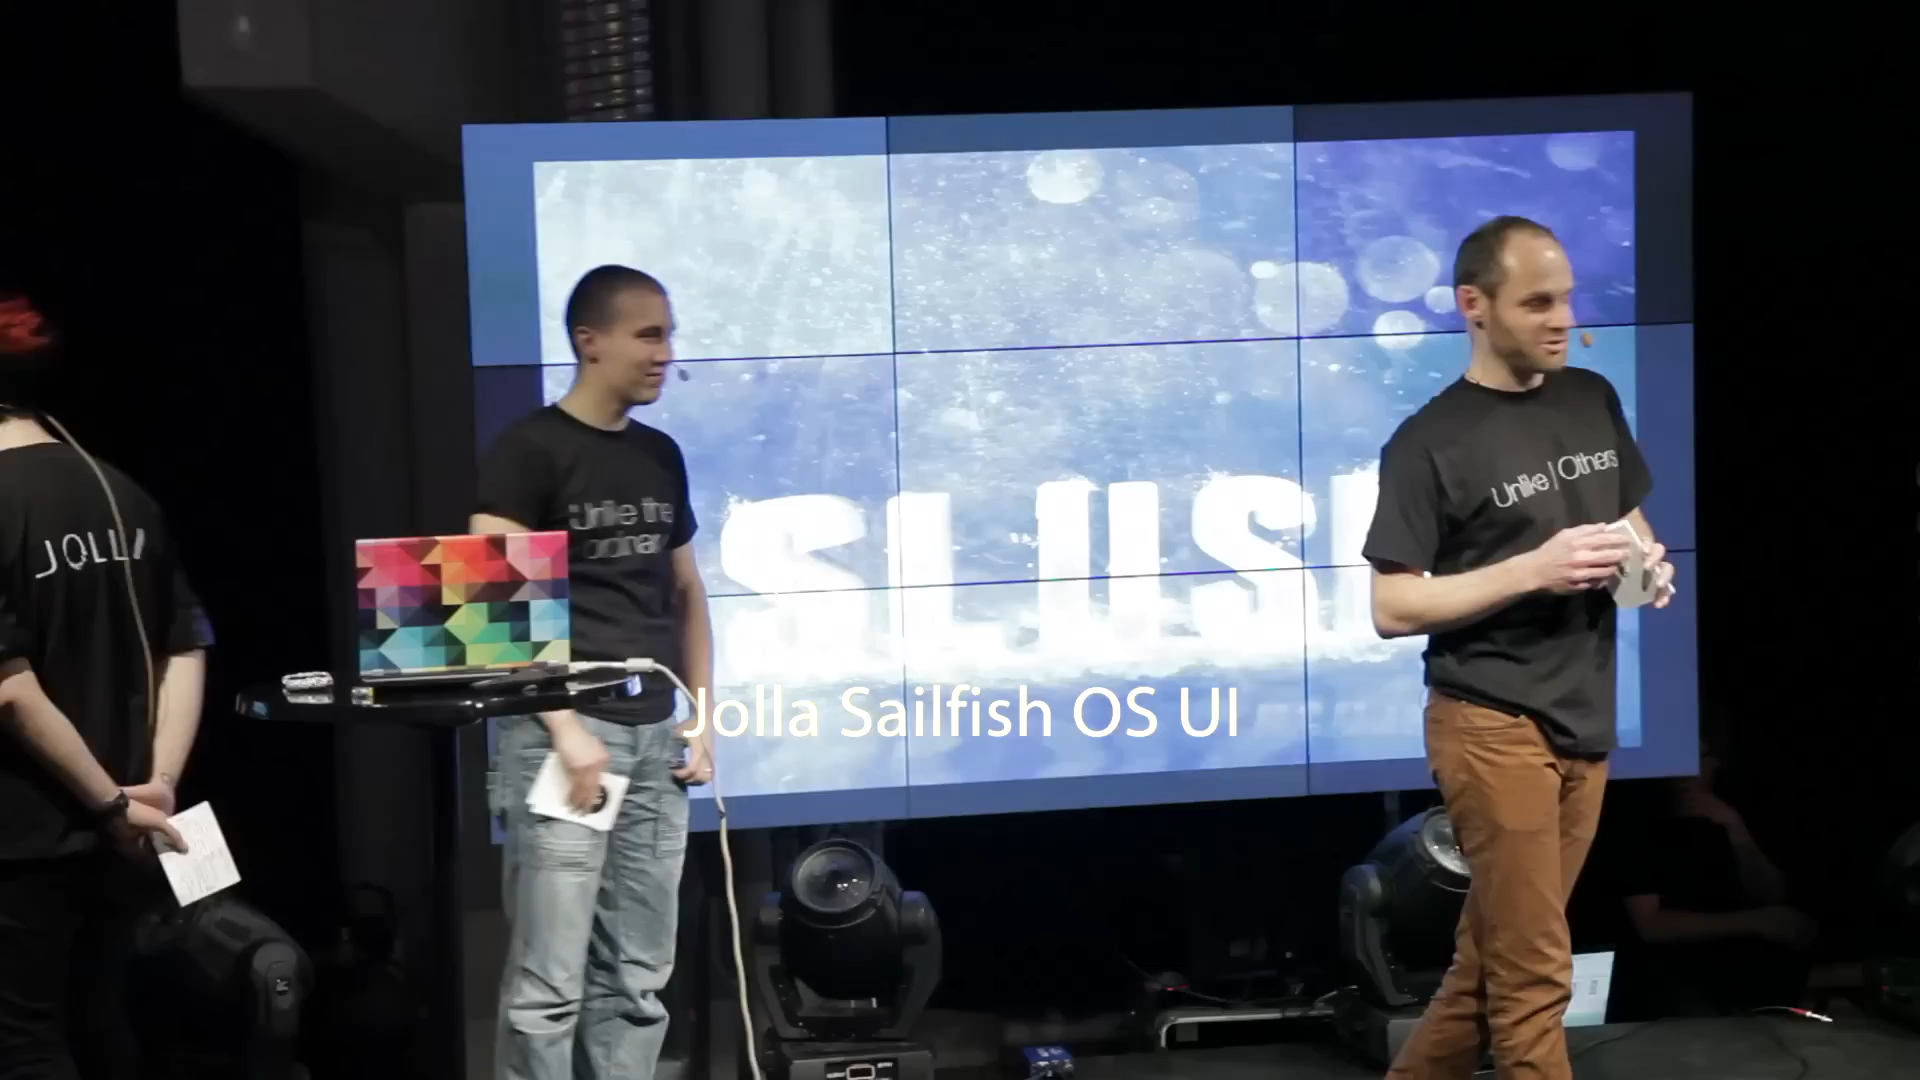 SLUSH
JOLLA
Unlike the
ordinary
Unlike | Others
Jolla Sailfish OS UI